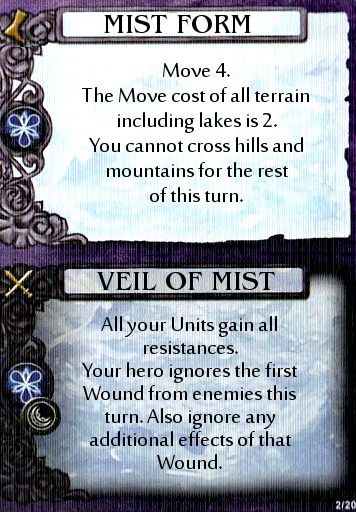 MIST FORM
Move 4.
The Move cost of all terrain
including lakes is 2.
You cannot cross hills and
mountains for the rest
of this turn.
VEIL OF MIST
All your Units gain all
resistances.
Your hero ignores the first
Wound from enemies this
turn. Also ignore any
additional effects of that
Wound.
2/20